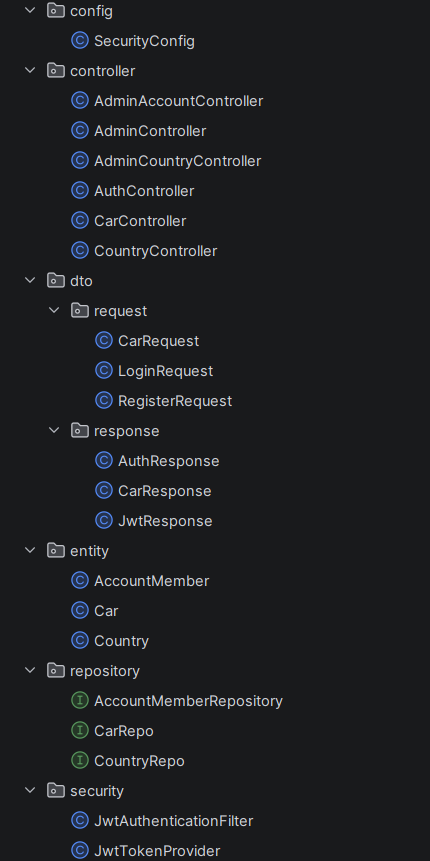 config
SecurityConfig
controller
AdminAccountController
AdminController
AdminCountryController
AuthController
CarController
CountryController
dto
request
CarRequest
LoginRequest
RegisterRequest
response
AuthResponse
CarResponse
JwtResponse
entity
AccountMember
Car
Country
repository
AccountMemberRepository
CarRepo
CountryRepo
security
JwtAuthenticationFilter
JwtTokenProvider